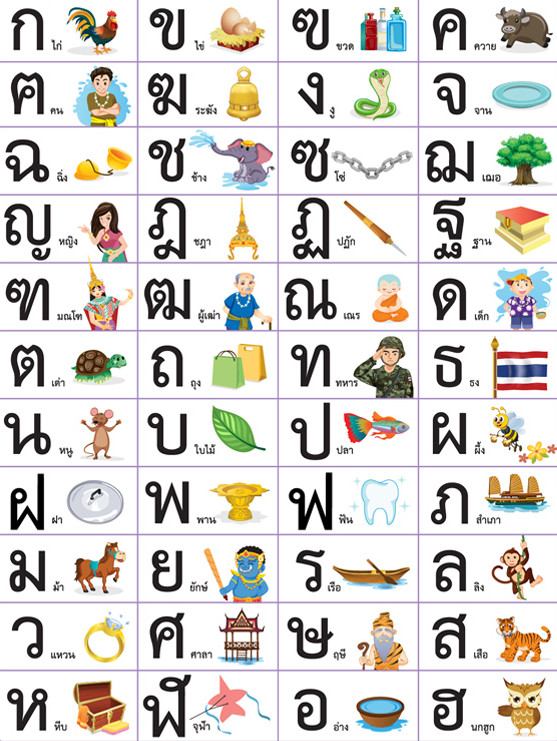 ก ไก่ ข ไข่ ฃ ขวด ค ควาย
ฅ คน ฆ ระฆัง ง งู จ จาน
ฉ ฉิ่ง ช ช้าง ซ โซ่ ฌ เฌอ
ญ หญิง ฎ ชฎา ฏ ปฏัก ฐ ฐาน
ฑ มณโฑ ฒ ผู้เฒ่า ณ เณร ด เด็ก
ต เต่า ถ ถุง ท ทหาร ธ ธง
น หนู บ ใบไม้ ป ปลา ผ ผึ้ง
ฝ ฝา พ พาน ฟ ฟัน ภ สำเภา
ม ม้า ย ยักษ์ ร เรือ ล ลิง
ว แหวน ศ ศาลา ษ ฤๅษี ส เสือ
ห หีบ ฬ จุฬา อ อ่าง ฮ นกฮูก